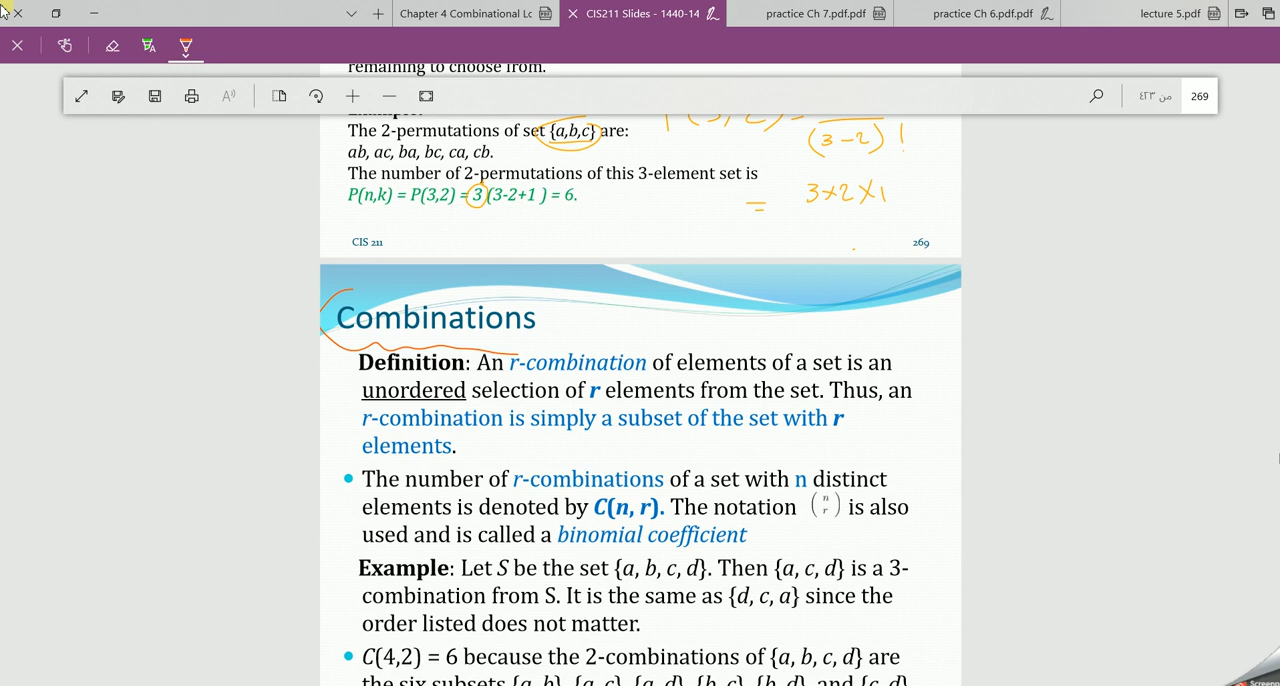 Chapter 4 Combinational Lc
CIS211 Slides - 1440-14
practice Ch 7.pdf.pdf
practice Ch 6.pdf.pdf
lecture 5.pdf
remaining to choose from.
269
من ٤٢٣
The 2-permutations of set {a,b,c} are:
ab, ac, ba, bc, ca, cb.
The number of 2-permutations of this 3-element set is
P(n,k) = P(3,2) = 3 (3-2+1 ) = 6.
(3-2) !
= 3×2×1
CIS 211
269
Combinations
Definition: An r-combination of elements of a set is an
unordered selection of r elements from the set. Thus, an
r-combination is simply a subset of the set with r
elements.
• The number of r-combinations of a set with n distinct
elements is denoted by C(n, r). The notation (n r) is also
used and is called a binomial coefficient
Example: Let S be the set {a, b, c, d}. Then {a, c, d} is a 3-
combination from S. It is the same as {d, c, a} since the
order listed does not matter.
• C(4,2) = 6 because the 2-combinations of {a, b, c, d} are
the six subsets {a, b}, {a, c}, {a, d}, {b, c}, {b, d}, and {c, d}